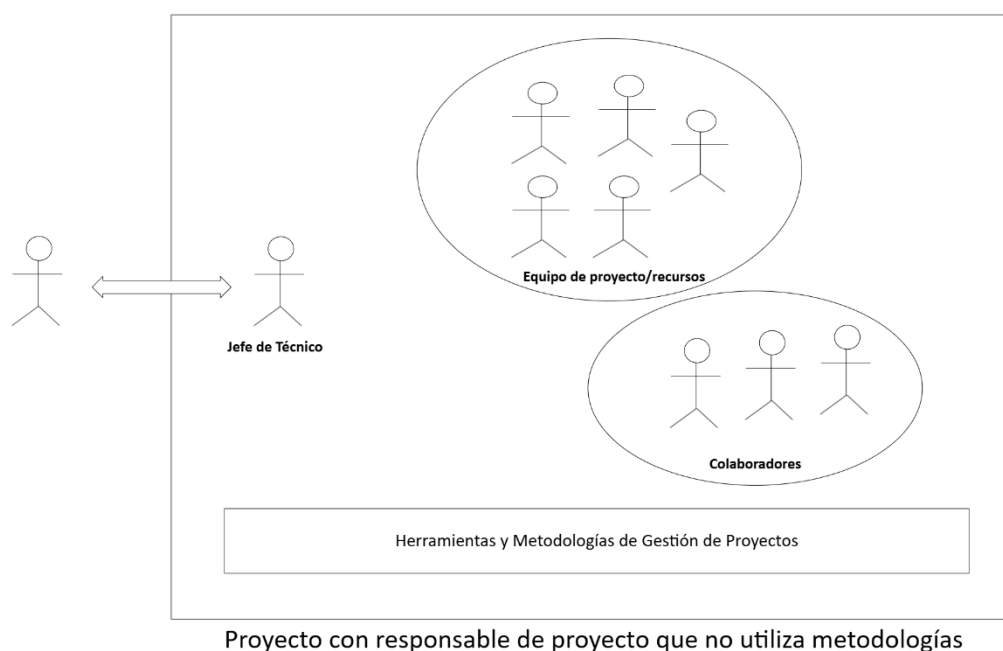 Equipo de proyecto/recursos
Jefe de Técnico
Colaboradores
Herramientas y Metodologías de Gestión de Proyectos
Proyecto con responsable de proyecto que no utiliza metodologías